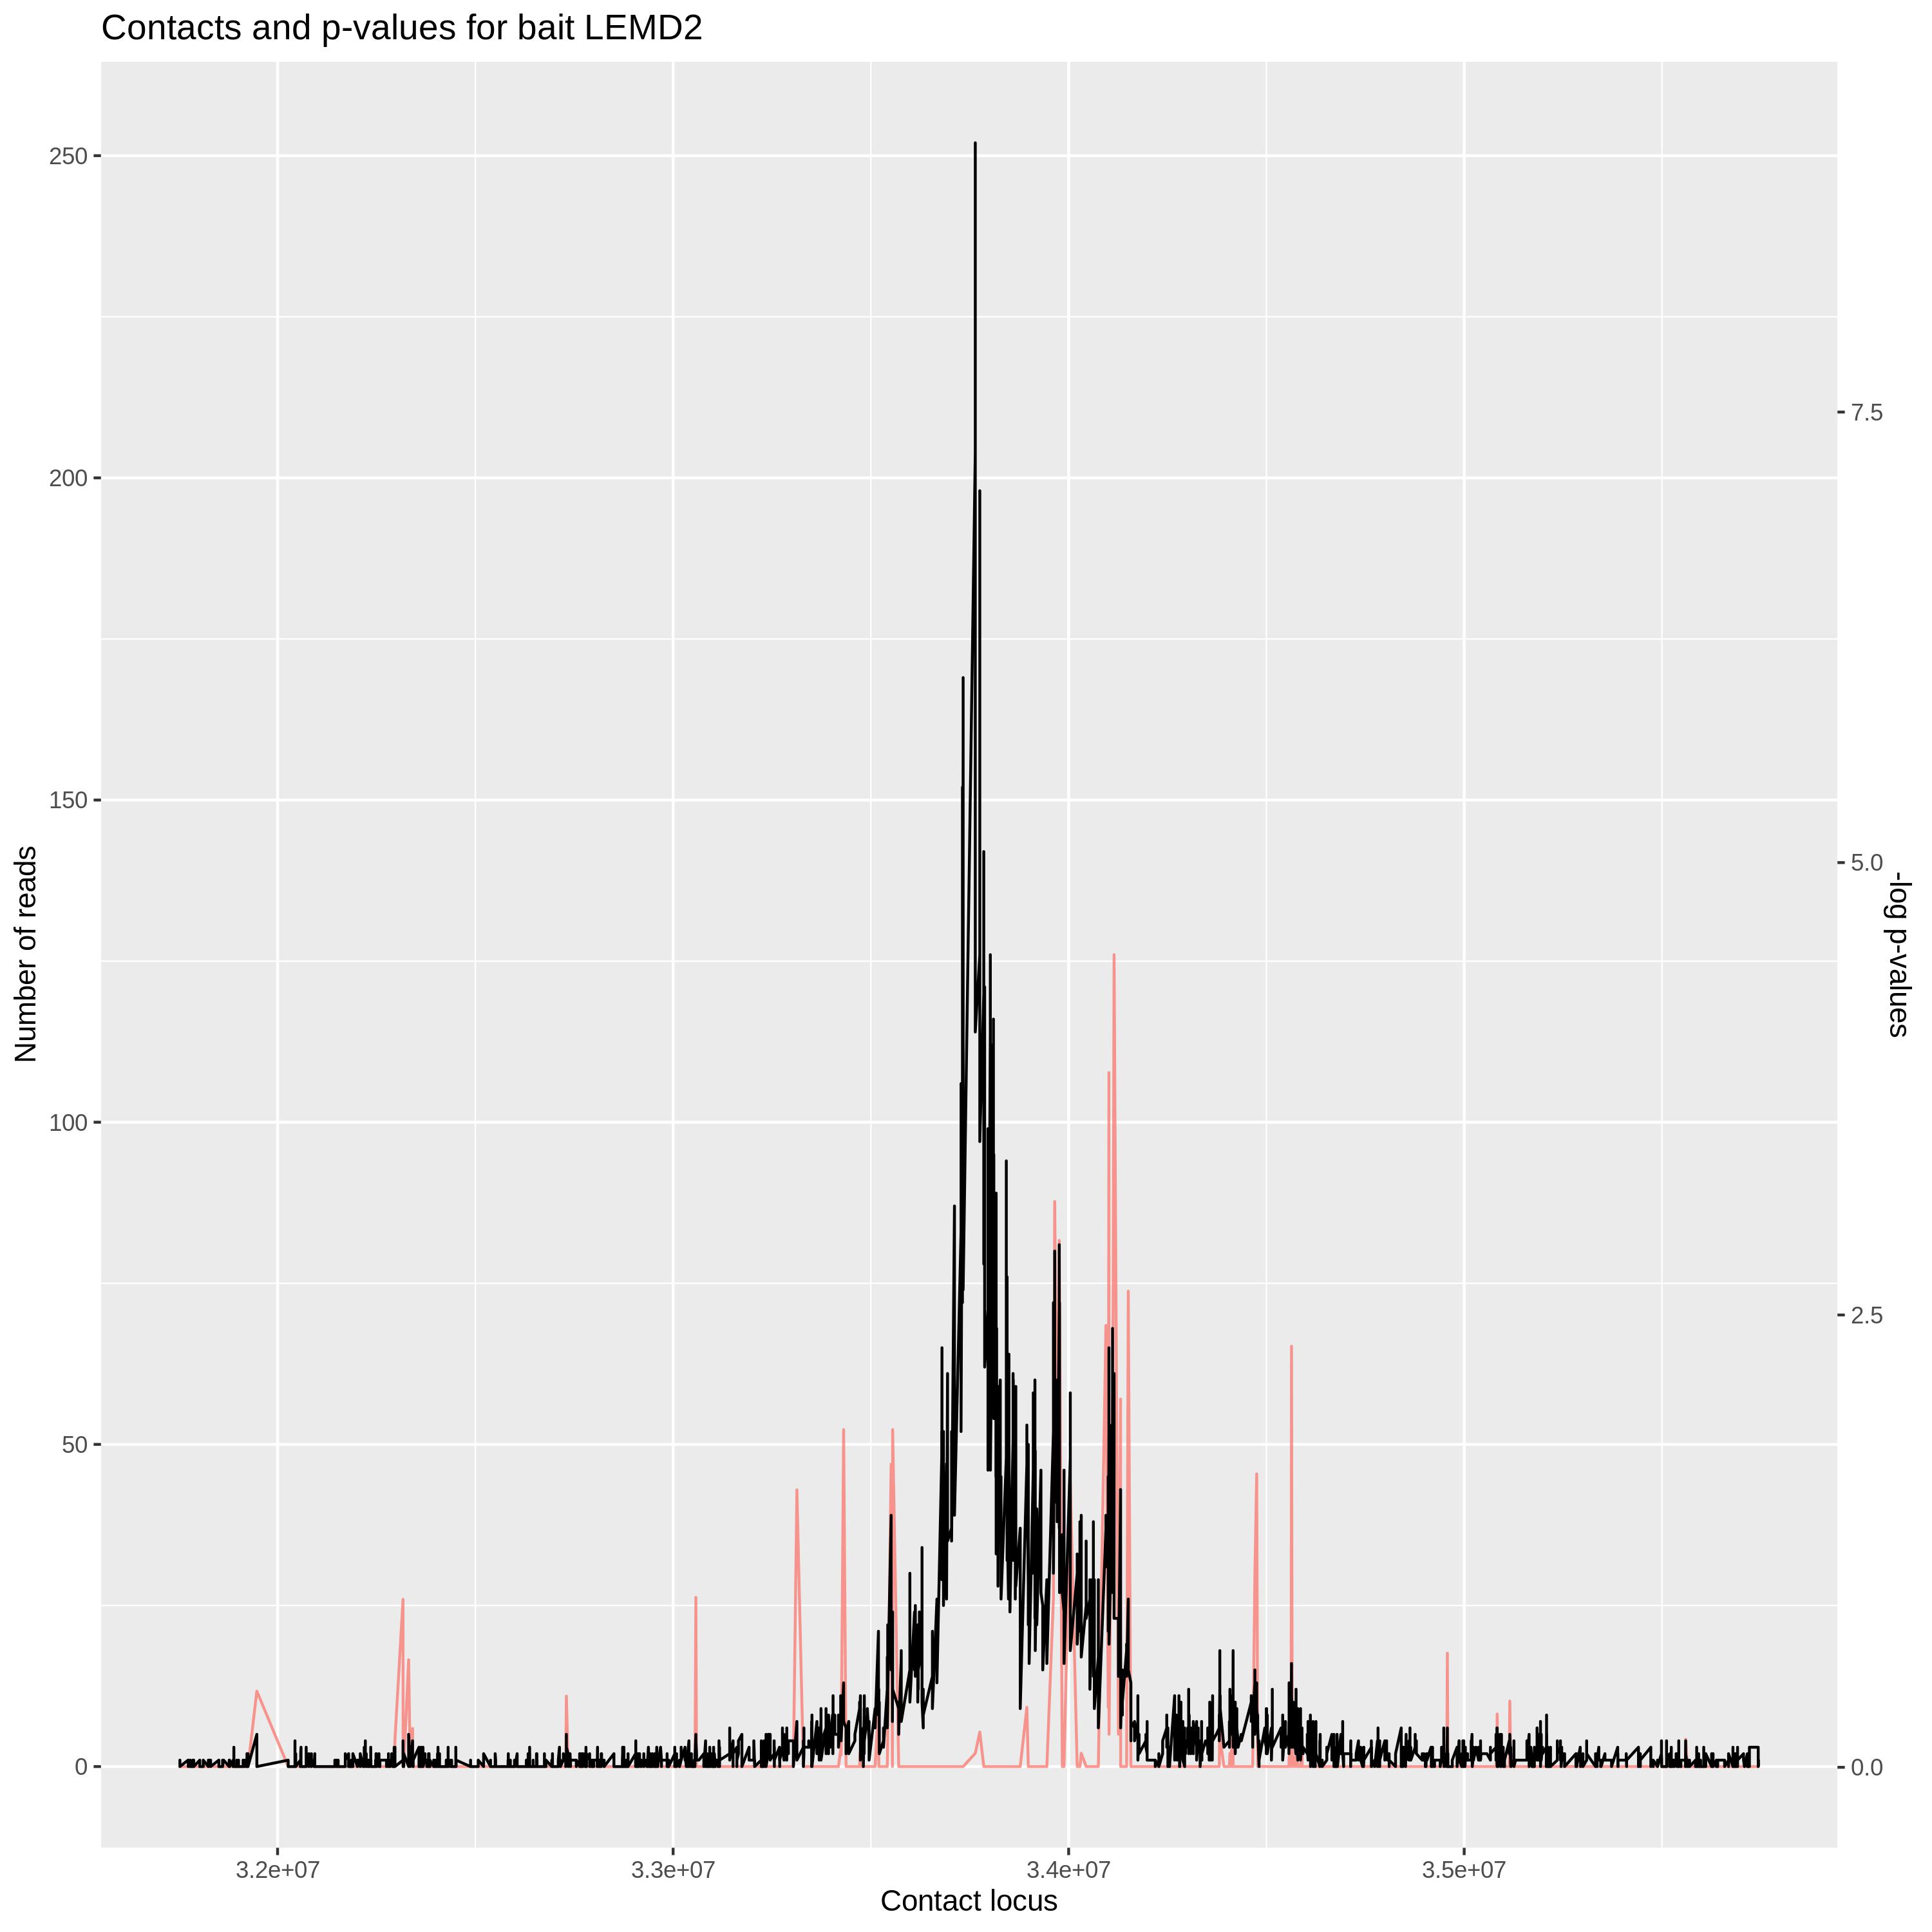 Contacts and p-values for bait LEMD2
250
200
150
100
50
0
Number of reads
7.5
5.0
2.5
0.0
-log p-values
3.2e+07 3.3e+07 3.4e+07 3.5e+07
Contact locus